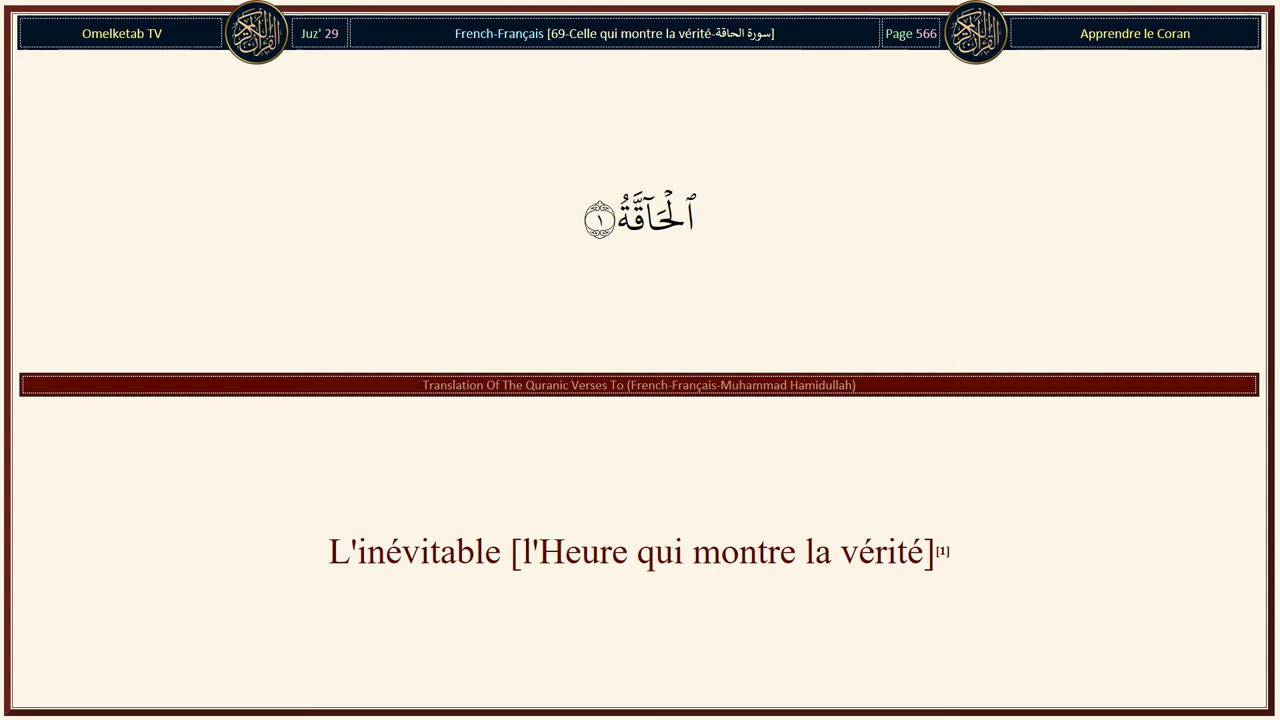 Omelketab TV
Juz' 29
French-Français [69-Celle qui montre la vérité-سورة الحاقة]
Page 566
Apprendre le Coran
ٱلۡحَآقَّةُ ١
Translation Of The Quranic Verses To (French-Français-Muhammad Hamidullah)
L'inévitable [l'Heure qui montre la vérité][1]